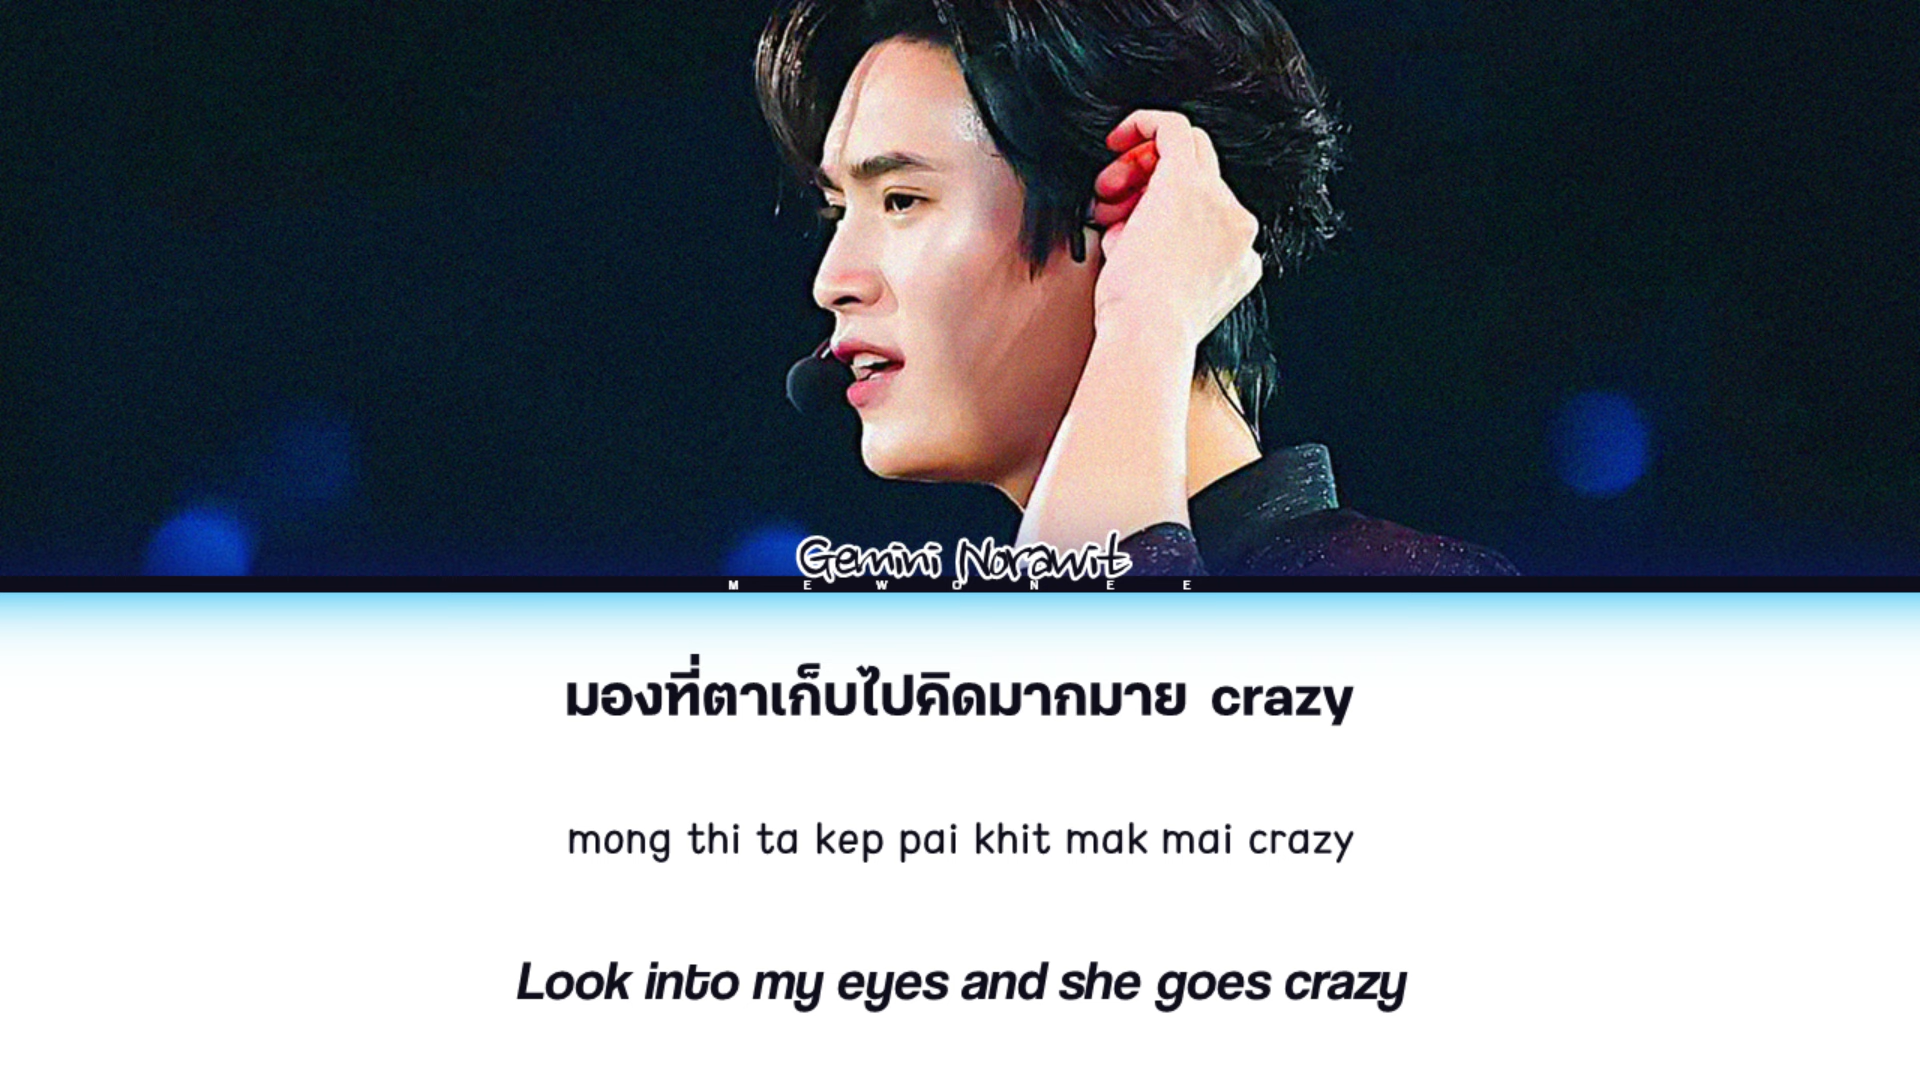 Gemini Norawit
MEWONEE
มองที่ตาเก็บไปคิดมากมาย crazy
mong thi ta kep pai khit mak mai crazy
Look into my eyes and she goes crazy